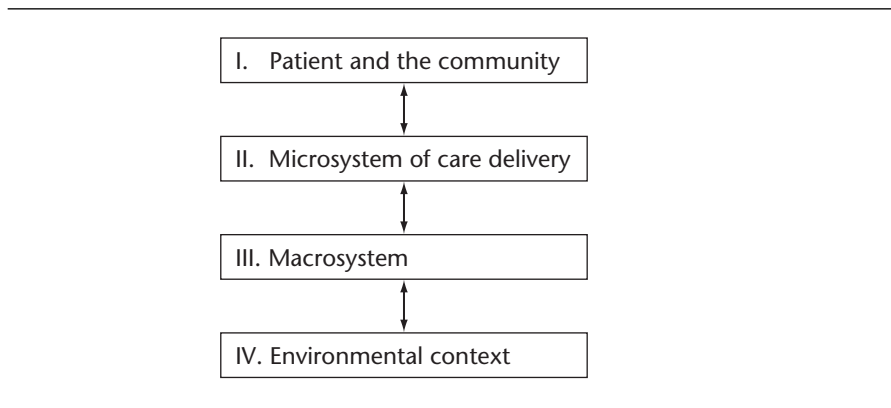 I. Patient and the community
II. Microsystem of care delivery
III. Macrosystem
IV. Environmental context